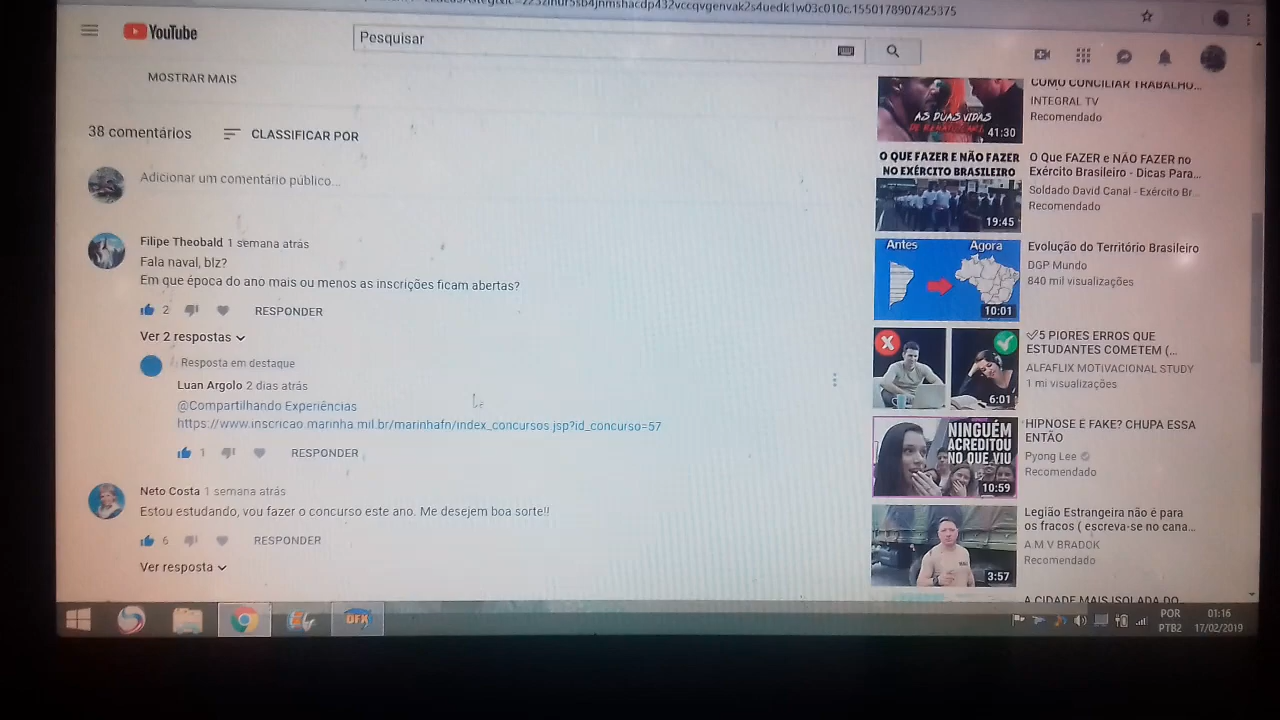 YouTube
Pesquisar
MOSTRAR MAIS
38 comentários
CLASSIFICAR POR
Adicionar um comentário público...
Filipe Theobald 1 semana atrás
Fala naval, blz?
Em que época do ano mais ou menos as inscrições ficam abertas?
2
RESPONDER
Ver 2 respostas
Resposta em destaque
Luan Argolo 2 dias atrás
@Compartilhando Experiências
https://www.inscricao.marinha.mil.br/marinhafn/index_concursos.jsp?id_concurso=57
1
RESPONDER
Neto Costa 1 semana atrás
Estou estudando, vou fazer o concurso este ano. Me desejem boa sorte!!
6
RESPONDER
Ver resposta
AS DUAS VIDAS
41:30
COMO CONCILIAR TRABALHO...
INTEGRAL TV
Recomendado
O QUE FAZER E NÃO FAZER
NO EXÉRCITO BRASILEIRO
19:45
O Que FAZER e NÃO FAZER no
Exército Brasileiro - Dicas Para...
Soldado David Canal - Exército Br...
Recomendado
Antes
Agora
10:01
Evolução do Território Brasileiro
DGP Mundo
840 mil visualizações
6:01
5 PIORES ERROS QUE
ESTUDANTES COMETEM (...
ALFAFLIX MOTIVACIONAL STUDY
1 mi visualizações
NINGUÉM
ACREDITOU
NO QUE VIU
10:59
HIPNOSE É FAKE? CHUPA ESSA
ENTÃO
Pyong Lee
Recomendado
3:57
Legião Estrangeira não é para
os fracos ( escreva-se no cana...
A M V BRADOK
Recomendado
A CIDADE MAIS ISOLADA DO
OFK
POR
PTB2
01:16
17/02/2019